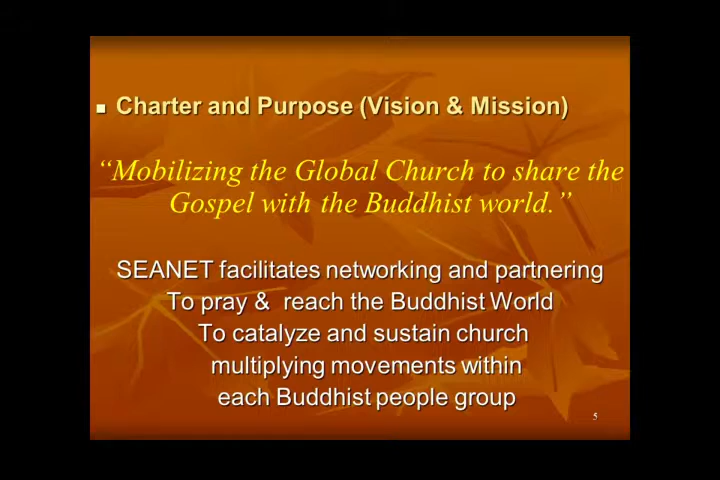 Charter and Purpose (Vision & Mission)
“Mobilizing the Global Church to share the
Gospel with the Buddhist world.”
SEANET facilitates networking and partnering
To pray & reach the Buddhist World
To catalyze and sustain church
multiplying movements within
each Buddhist people group
5